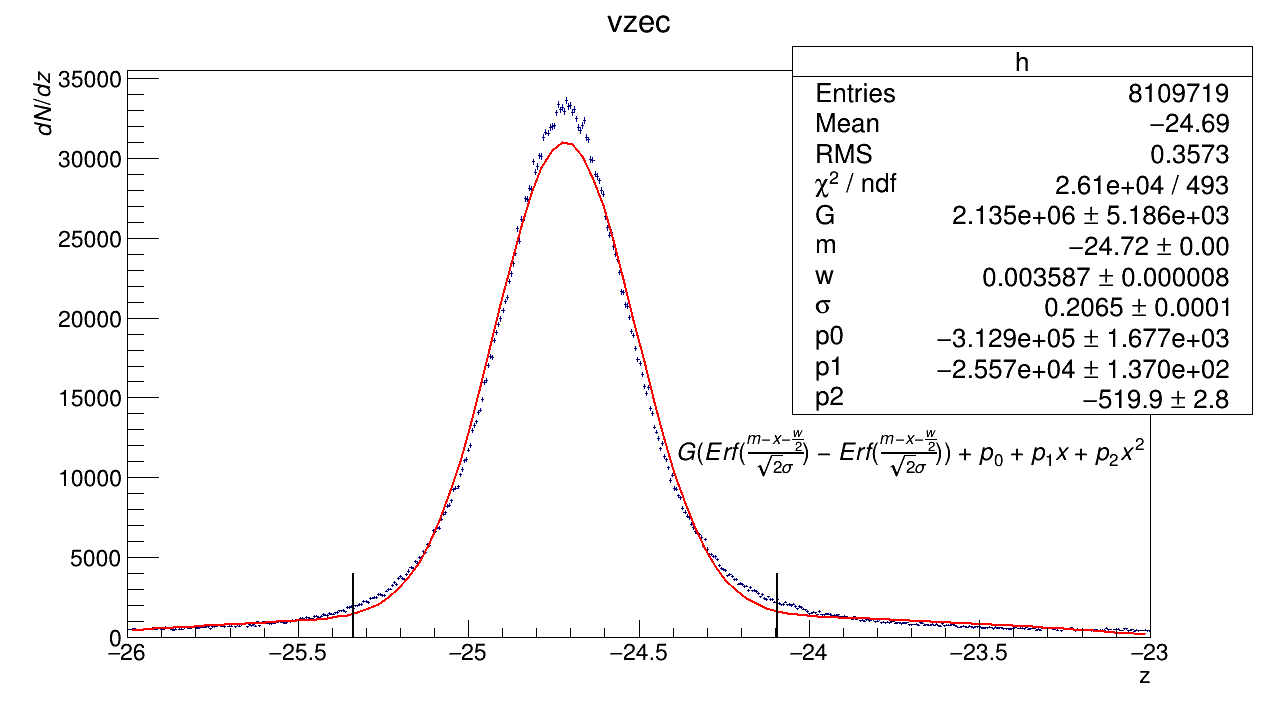 vzec
dN/dz
35000
30000
25000
20000
15000
10000
5000
0
−26
−25.5
−25
−24.5
−24
−23.5
−23
z
h
Entries 8109719
Mean −24.69
RMS 0.3573
χ² / ndf 2.61e+04 / 493
G 2.135e+06 ± 5.186e+03
m −24.72 ± 0.00
w 0.003587 ± 0.000008
σ 0.2065 ± 0.0001
p0 −3.129e+05 ± 1.677e+03
p1 −2.557e+04 ± 1.370e+02
p2 −519.9 ± 2.8
G(Erf((m−x−w/2)/(√2σ)) − Erf((m−x−w/2)/(√2σ))) + p₀ + p₁x + p₂x²